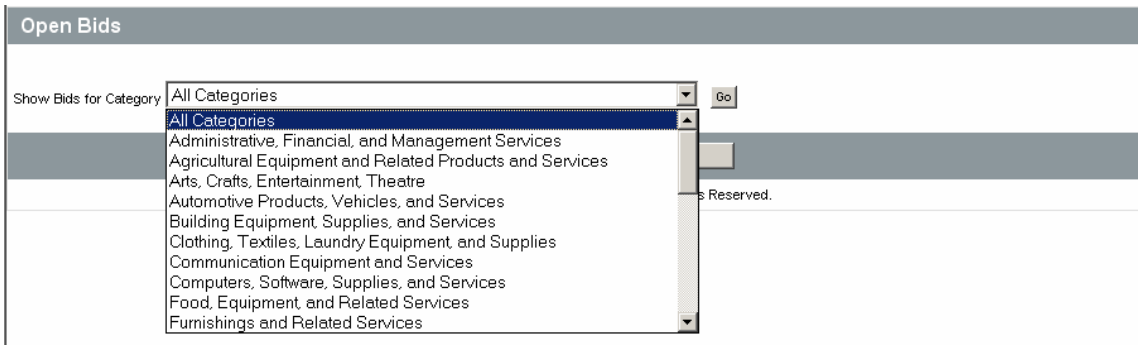 Open Bids
Show Bids for Category All Categories Go
All Categories
Administrative, Financial, and Management Services
Agricultural Equipment and Related Products and Services
Arts, Crafts, Entertainment, Theatre
s Reserved.
Automotive Products, Vehicles, and Services
Building Equipment, Supplies, and Services
Clothing, Textiles, Laundry Equipment, and Supplies
Communication Equipment and Services
Computers, Software, Supplies, and Services
Food, Equipment, and Related Services
Furnishings and Related Services